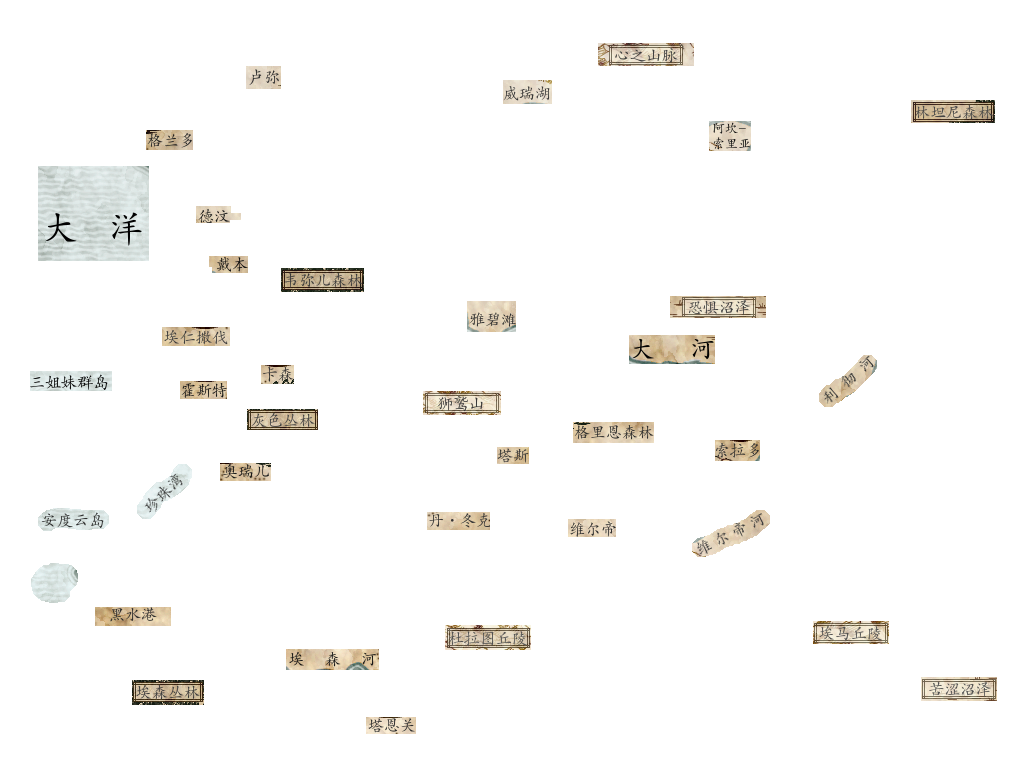 心之山脉
卢弥
威瑞湖
林坦尼森林
阿坎-
索里亚
格兰多
大洋
德汶
戴本
韦弥儿森林
雅碧滩
恐惧沼泽
埃仁撒伐
大河
利彻河
三姐妹群岛
卡森
霍斯特
狮鹫山
灰色丛林
格里恩森林
索拉多
塔斯
奥瑞儿
珍珠湾
安度云岛
丹·冬克
维尔帝
维尔帝河
黑水港
杜拉图丘陵
埃马丘陵
埃森河
埃森丛林
苦涩沼泽
塔恩关